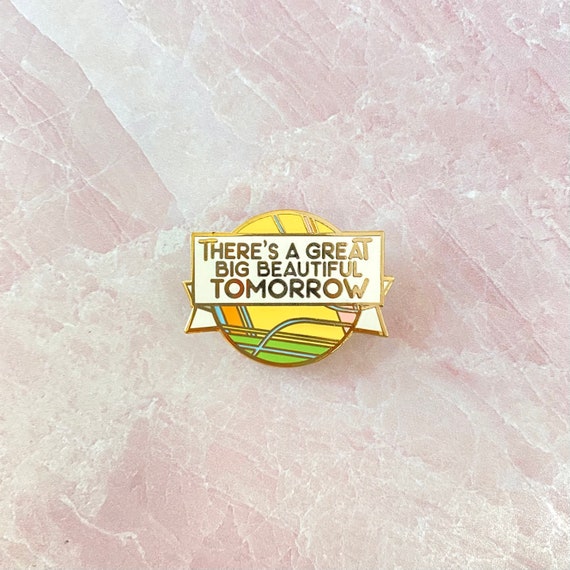 THERE'S A GREAT
BIG BEAUTIFUL
TOMORROW